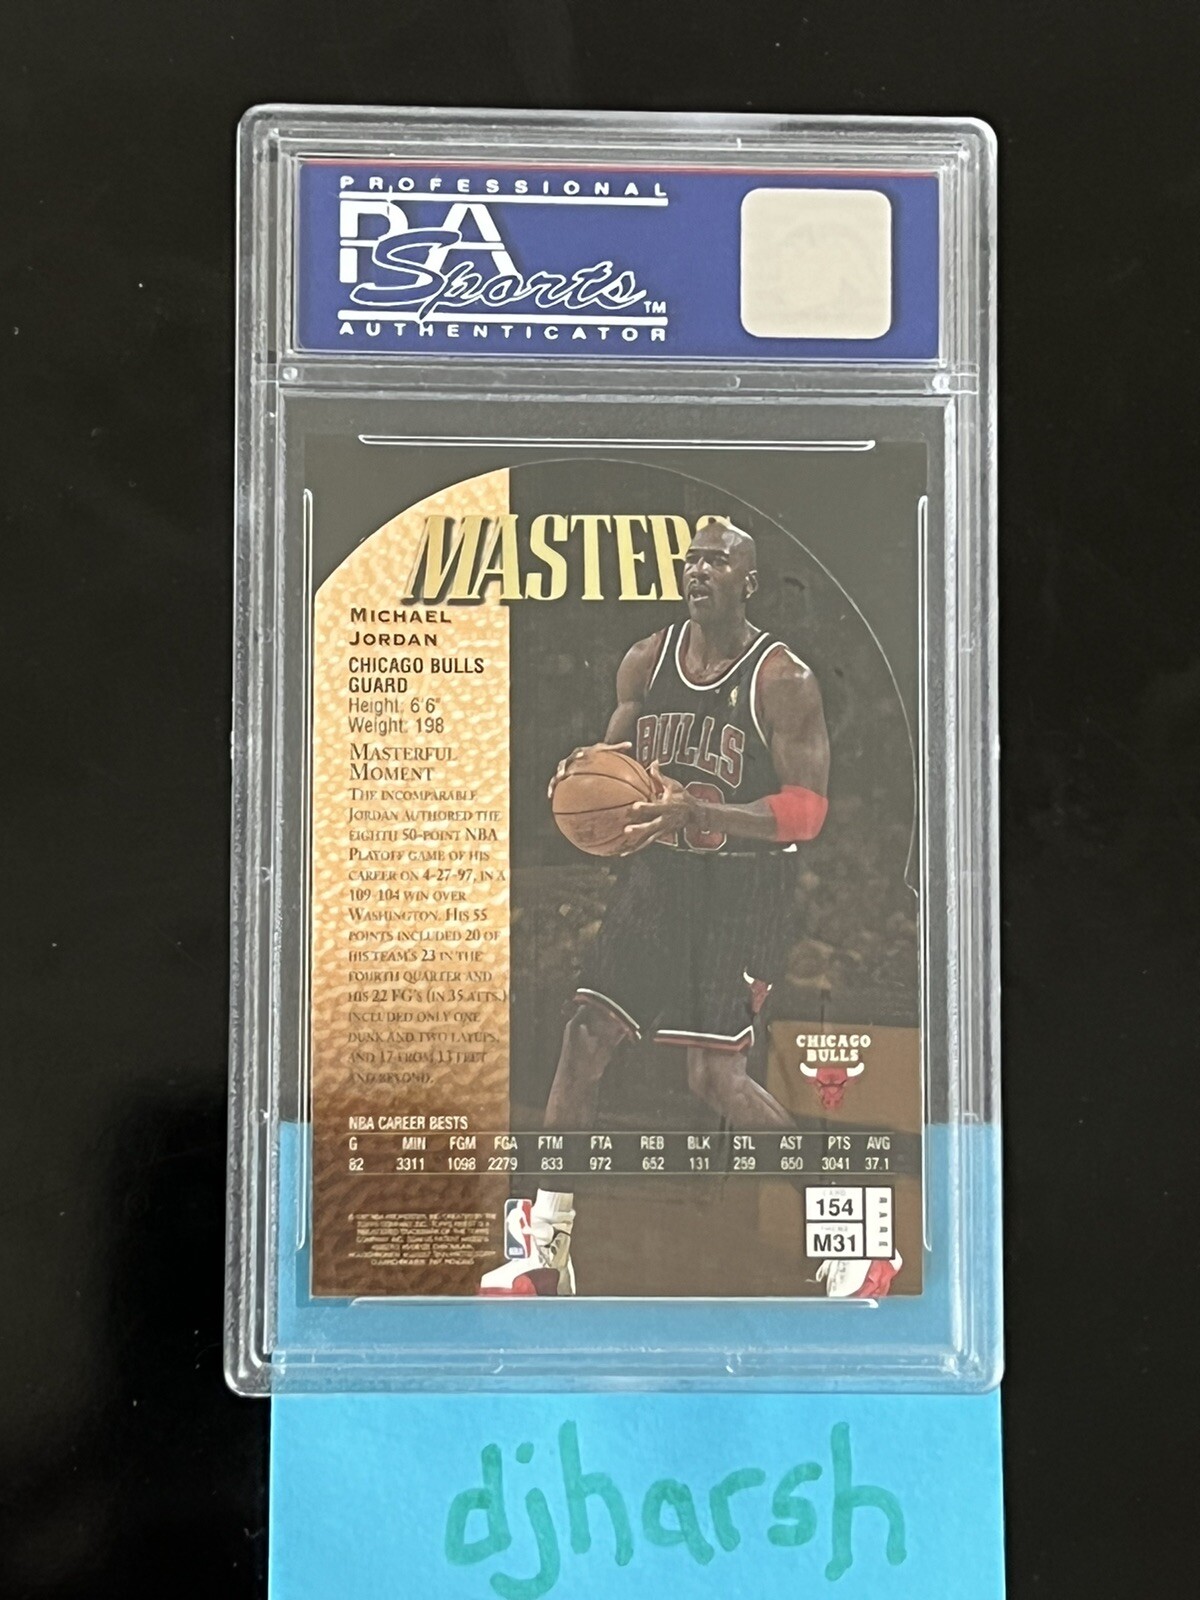 PROFESSIONAL
PSA
Sports™
AUTHENTICATOR
MASTERS
MICHAEL
JORDAN
CHICAGO BULLS
GUARD
Height: 6'6"
Weight: 198
MASTERFUL
MOMENT
THE INCOMPARABLE
JORDAN AUTHORED THE
EIGHTH 50-POINT NBA
PLAYOFF GAME OF HIS
CAREER ON 4-27-97, IN A
109-104 WIN OVER
WASHINGTON. HIS 55
POINTS INCLUDED 20 OF
HIS TEAM'S 23 IN THE
FOURTH QUARTER AND
HIS 22 FG'S (IN 35 ATTS.)
INCLUDED ONLY ONE
DUNK AND TWO LAYUPS,
AND 17 FROM 13 FEET
AND BEYOND.
BULLS
CHICAGO
BULLS
NBA CAREER BESTS
G MIN FGM FGA FTM FTA REB BLK STL AST PTS AVG
82 3311 1098 2279 833 972 652 131 259 650 3041 37.1
NBA
CARD
154
THEME
M31
RARE
djharsh